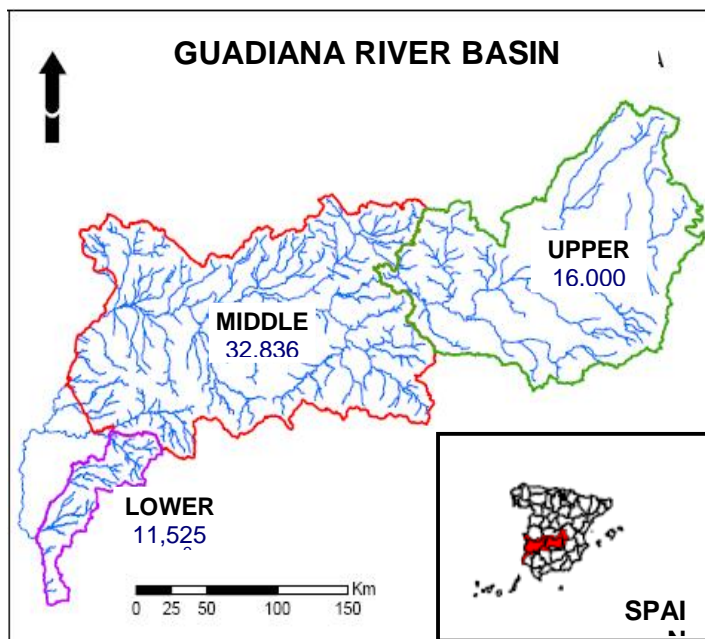 GUADIANA RIVER BASIN
UPPER
16.000
MIDDLE
32.836
LOWER
11,525
Km
0 25 50 100 150
SPAI
N